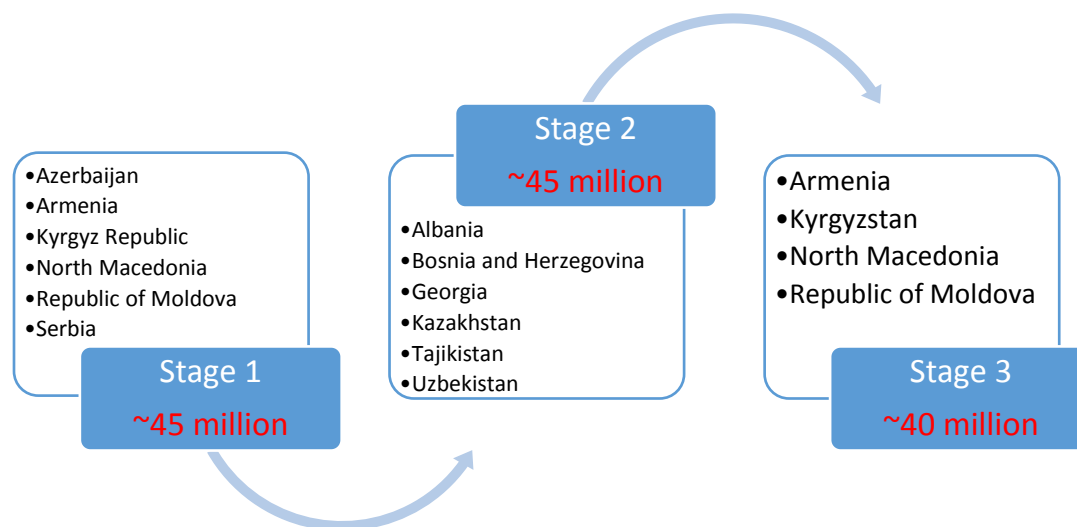 •Azerbaijan
•Armenia
•Kyrgyz Republic
•North Macedonia
•Republic of Moldova
•Serbia
Stage 1
~45 million
Stage 2
~45 million
•Albania
•Bosnia and Herzegovina
•Georgia
•Kazakhstan
•Tajikistan
•Uzbekistan
•Armenia
•Kyrgyzstan
•North Macedonia
•Republic of Moldova
Stage 3
~40 million